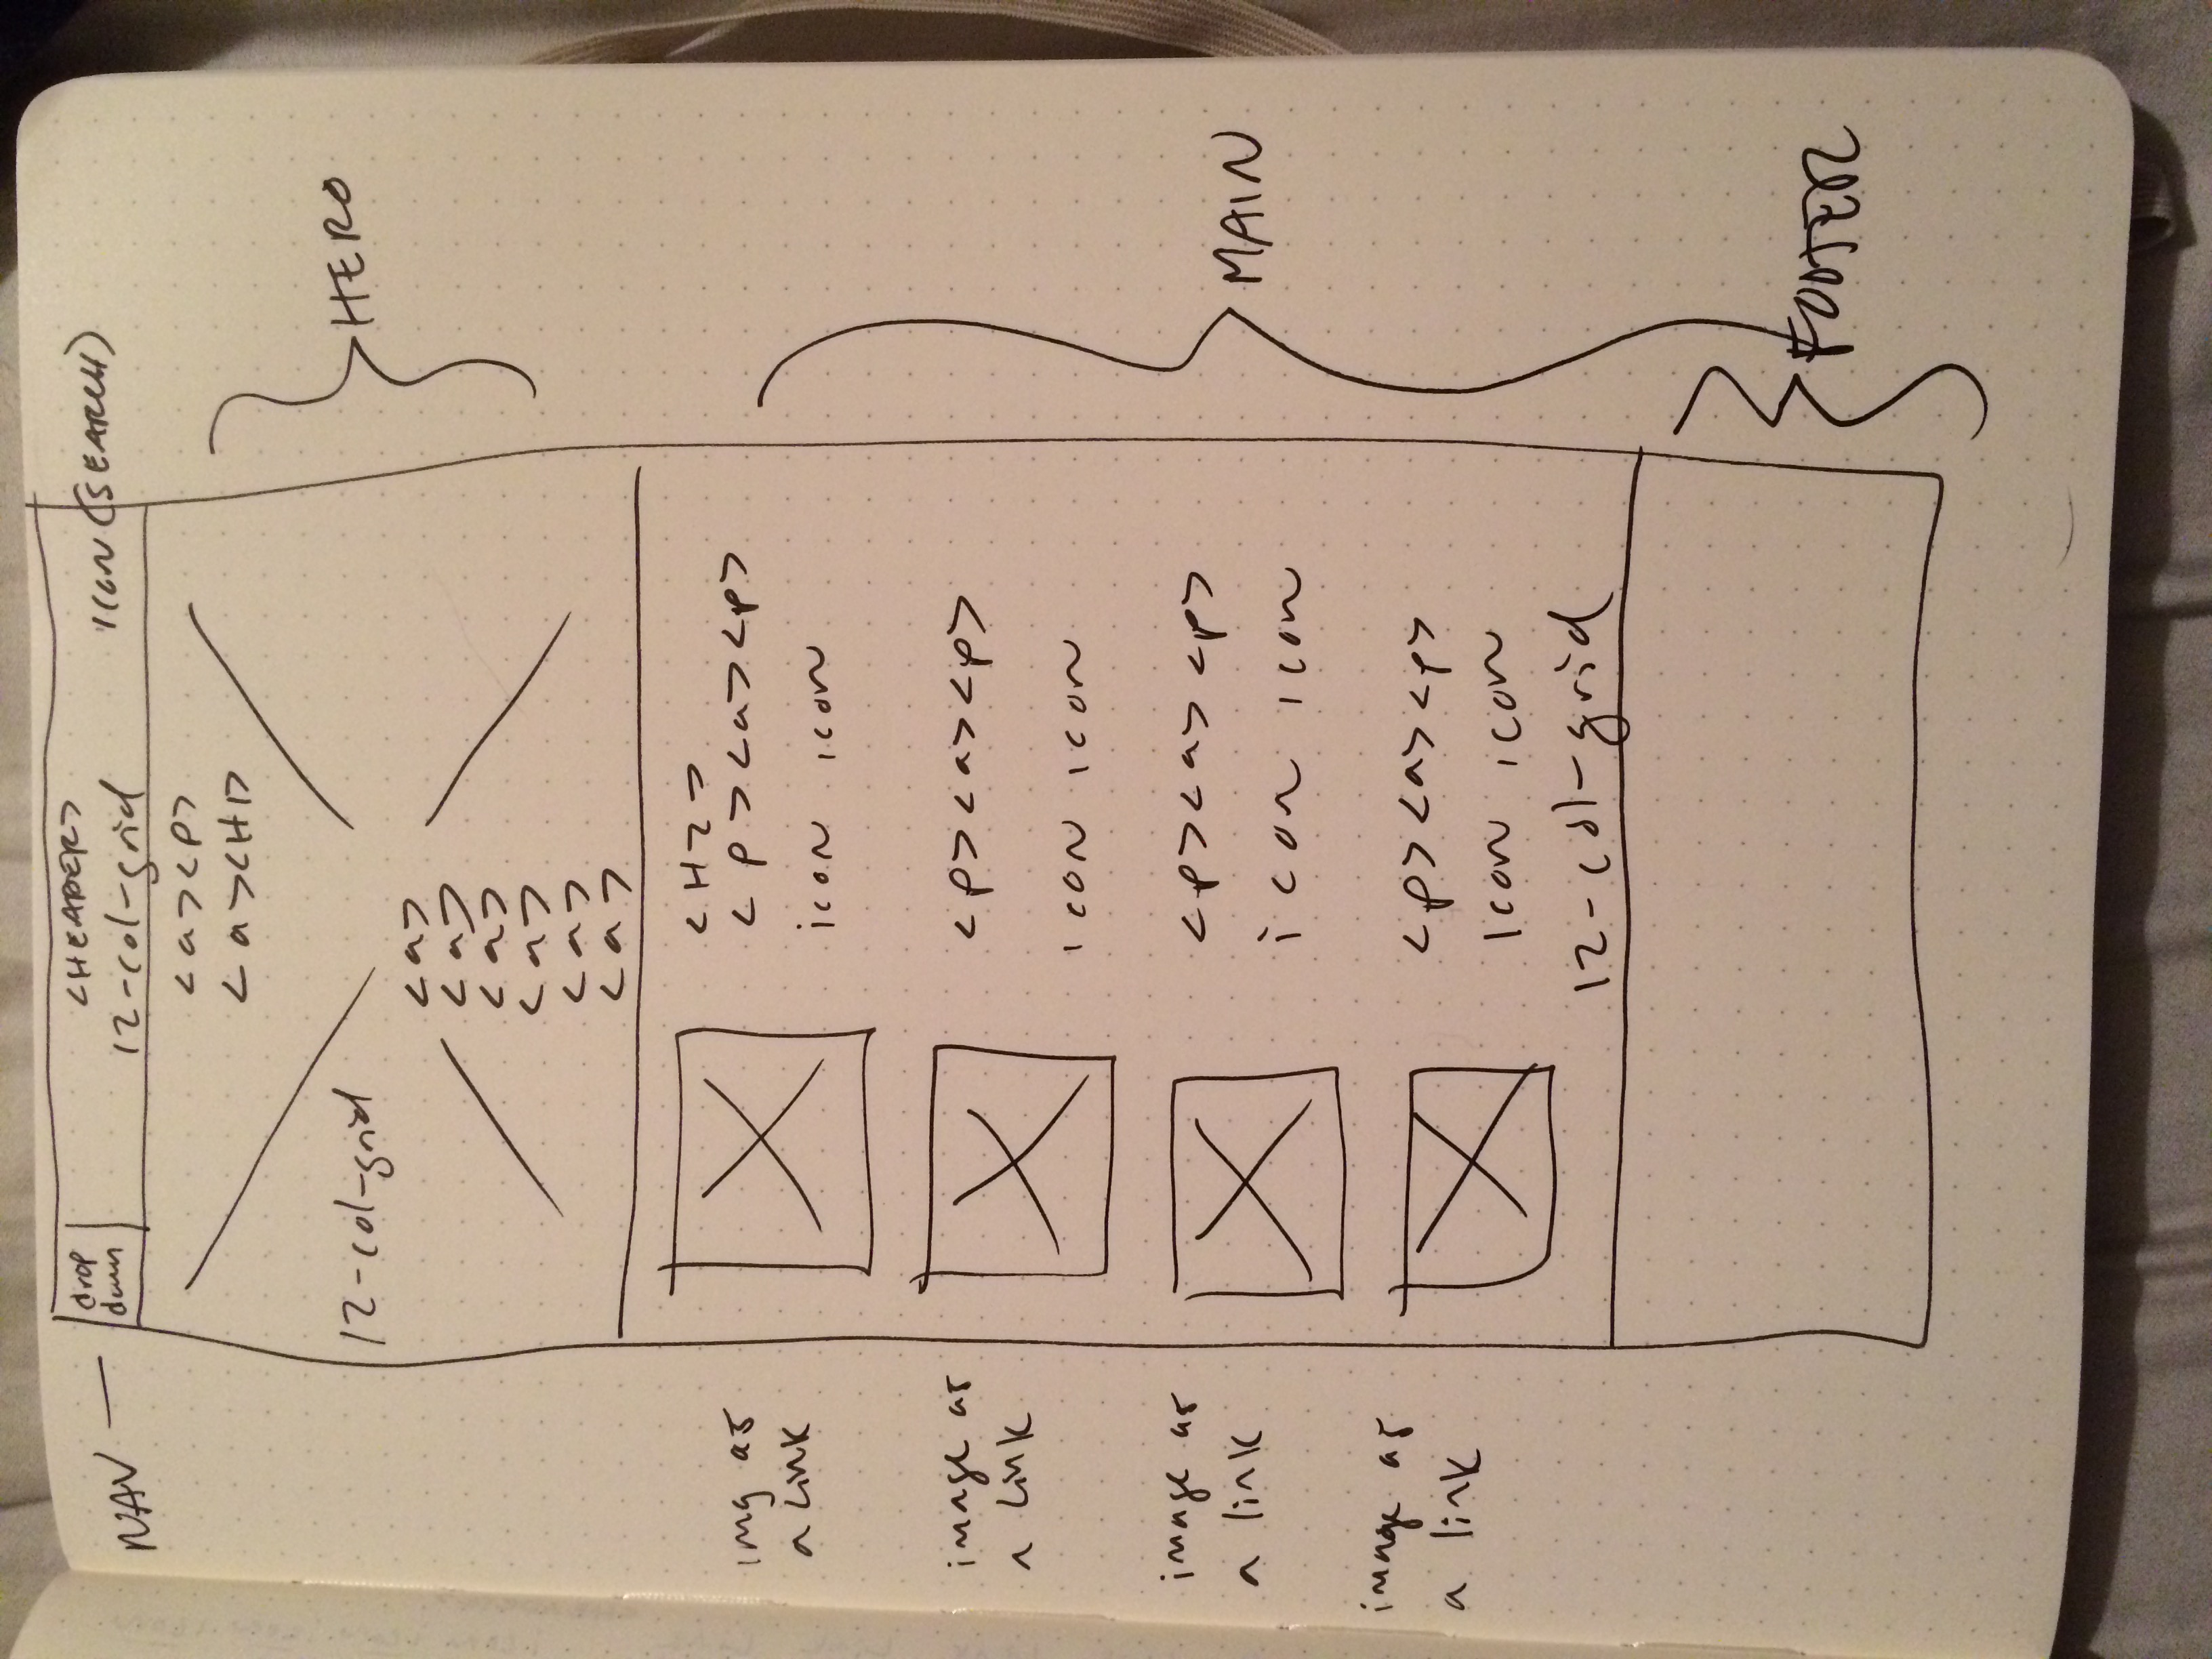 NAV
drop
down
<HEADER>
12-col-grid
ICON (SEARCH)
<a><p>
<a><H1>
12-col-grid
HERO
<a>
<a>
<a>
<a>
<a>
<a>
img as
a link
<H2>
<p><a><p>
icon icon
image as
a link
<p><a><p>
icon icon
image as
a link
<p><a><p>
icon icon
MAIN
image as
a link
<p><a><p>
icon icon
12-col-grid
FOOTER